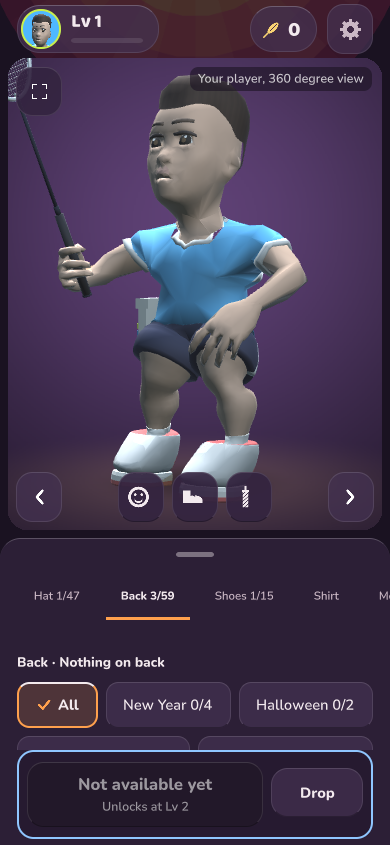 Lv 1
0
Your player, 360 degree view
Hat 1/47
Back 3/59
Shoes 1/15
Shirt
Back · Nothing on back
All
New Year 0/4
Halloween 0/2
Not available yet
Unlocks at Lv 2
Drop